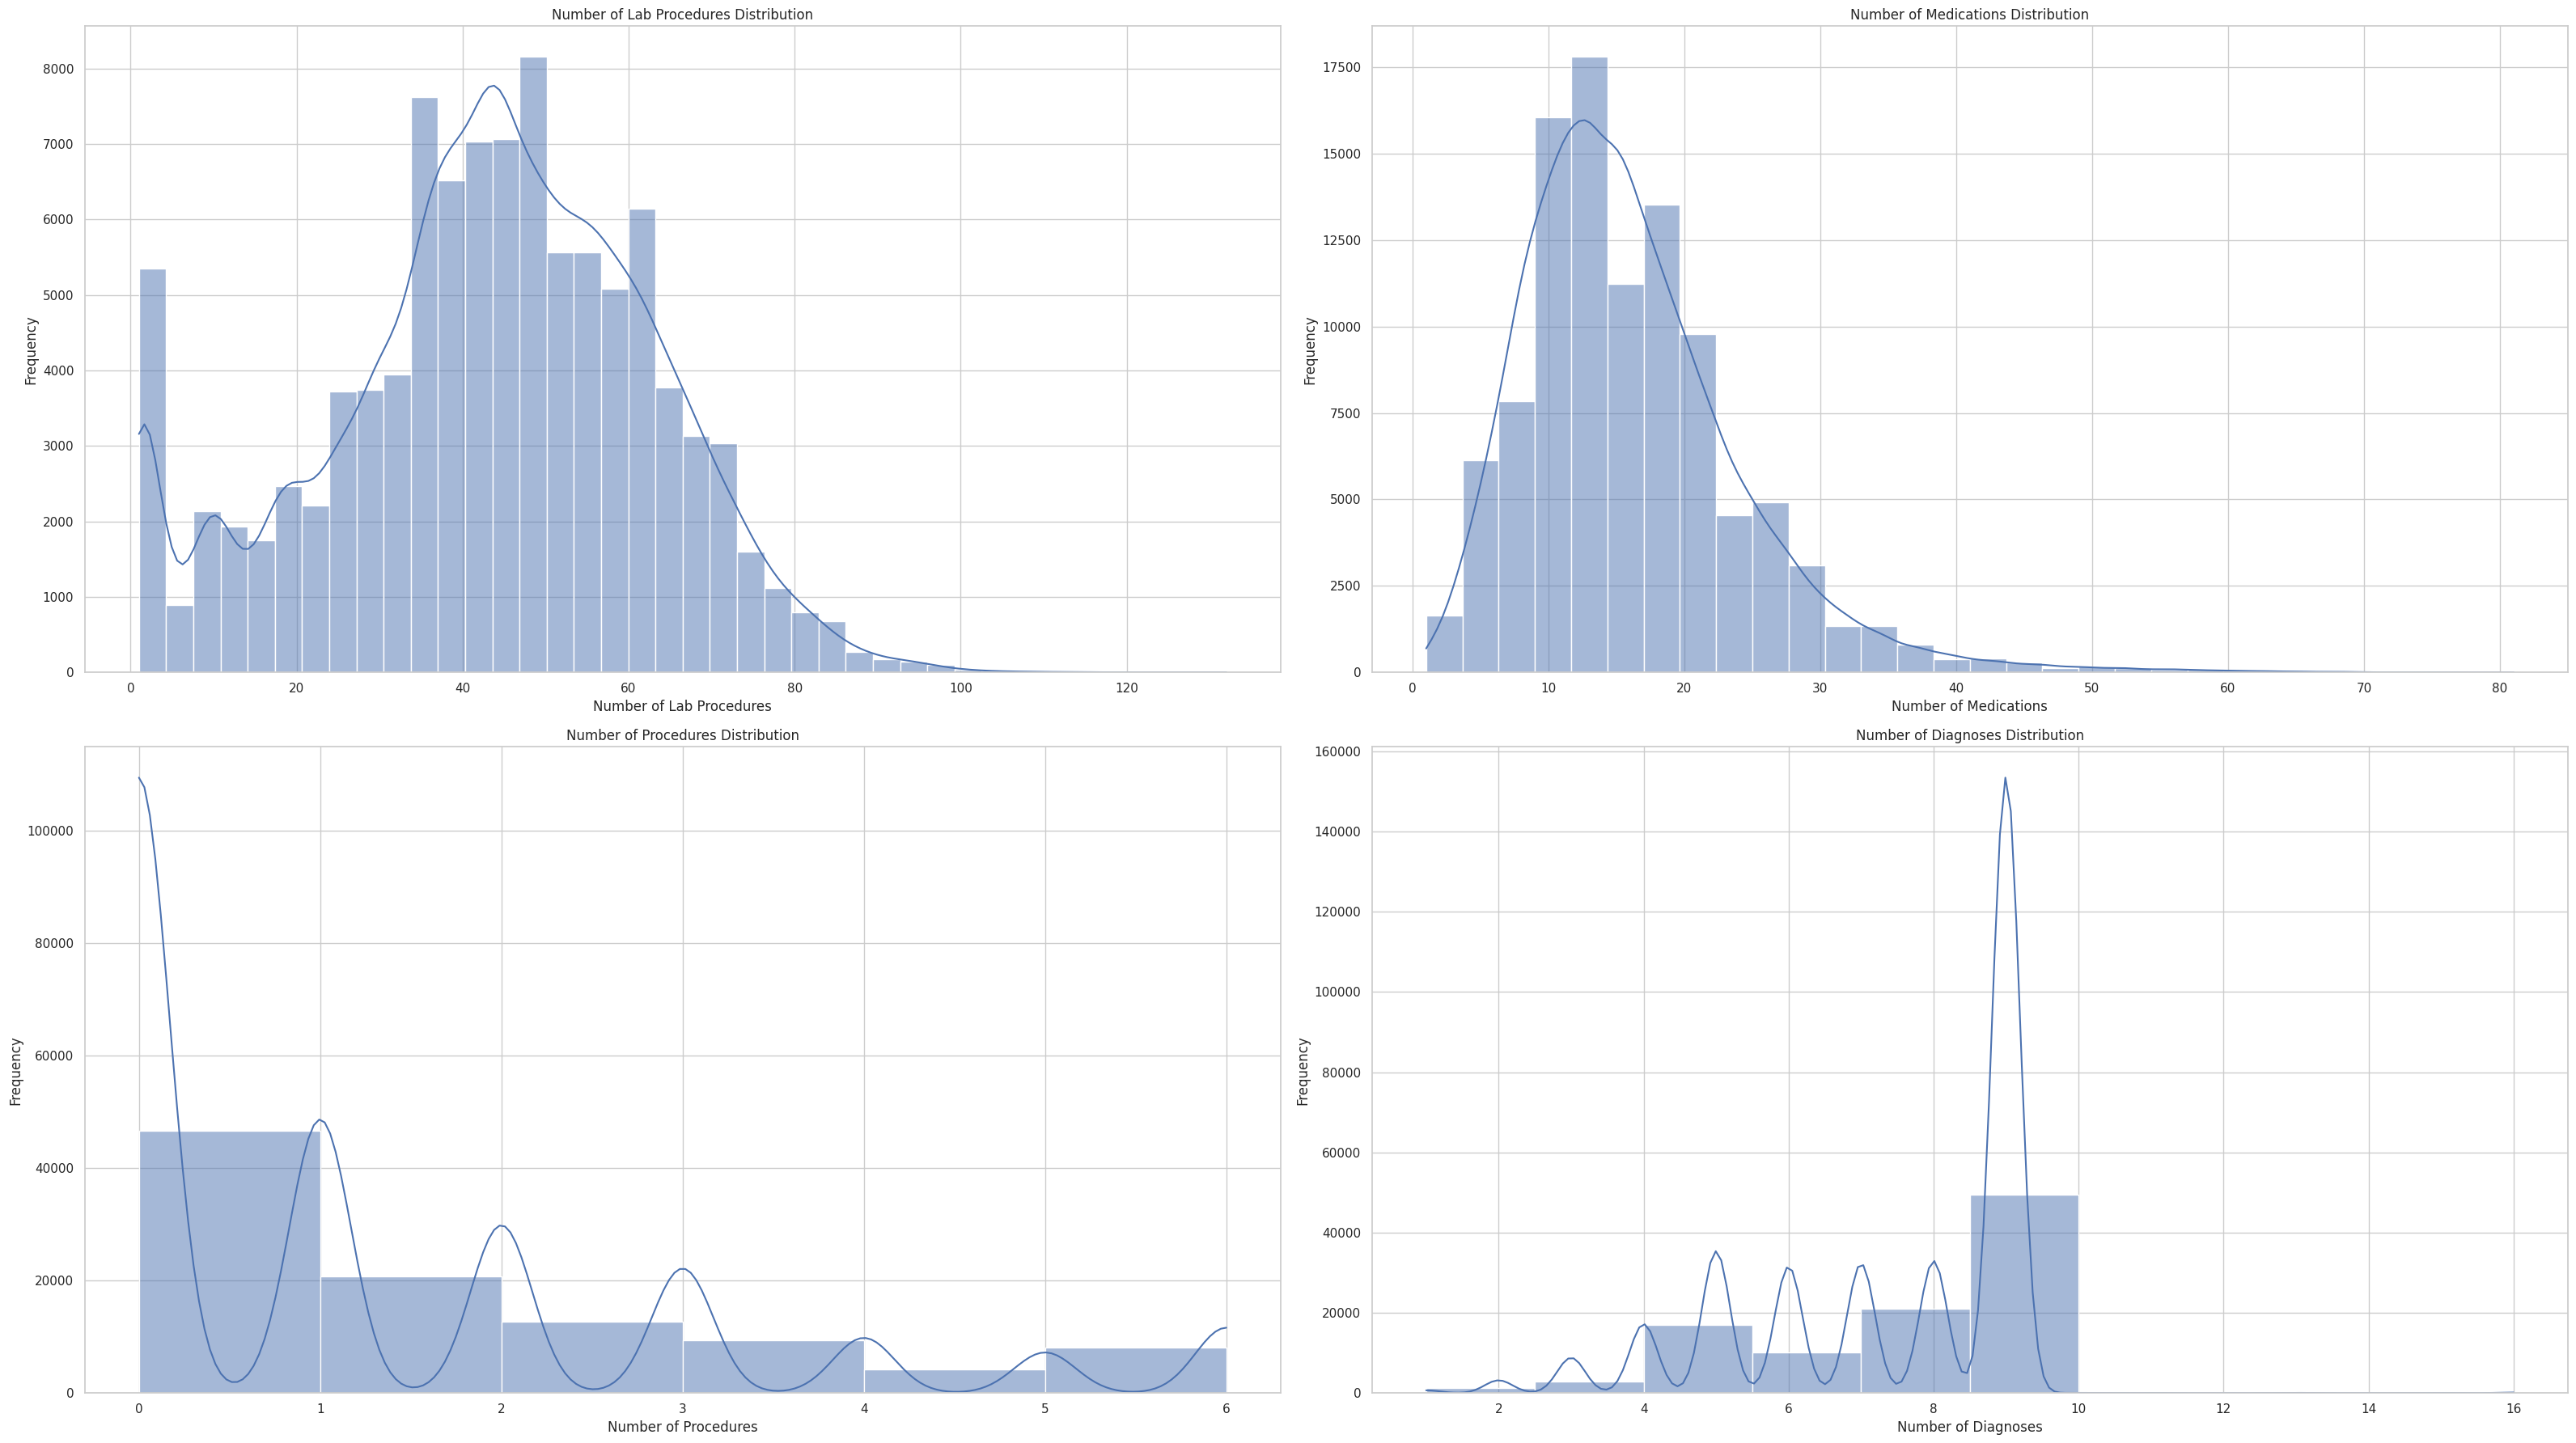 Number of Lab Procedures Distribution
8000
7000
6000
5000
4000
3000
2000
1000
0
Frequency
0 20 40 60 80 100 120
Number of Lab Procedures
Number of Medications Distribution
17500
15000
12500
10000
7500
5000
2500
0
Frequency
0 10 20 30 40 50 60 70 80
Number of Medications
Number of Procedures Distribution
100000
80000
60000
40000
20000
0
Frequency
0 1 2 3 4 5 6
Number of Procedures
Number of Diagnoses Distribution
160000
140000
120000
100000
80000
60000
40000
20000
0
Frequency
2 4 6 8 10 12 14 16
Number of Diagnoses